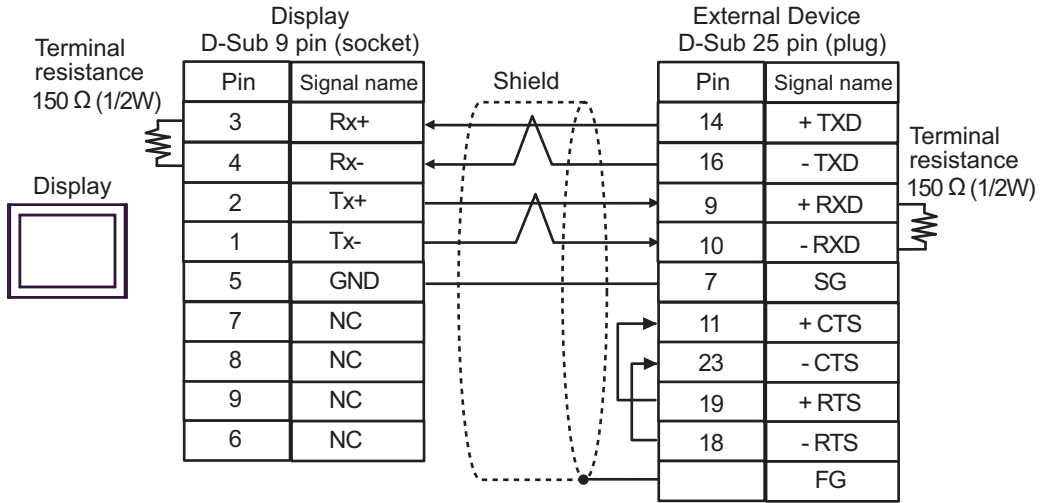 Display
D-Sub 9 pin (socket)
External Device
D-Sub 25 pin (plug)
Terminal
resistance
150 Ω (1/2W)
Shield
Pin Signal name Pin Signal name
3 Rx+ 14 + TXD
4 Rx- 16 - TXD
2 Tx+ 9 + RXD
1 Tx- 10 - RXD
5 GND 7 SG
7 NC 11 + CTS
8 NC 23 - CTS
9 NC 19 + RTS
6 NC 18 - RTS
FG
Display
Terminal
resistance
150 Ω (1/2W)